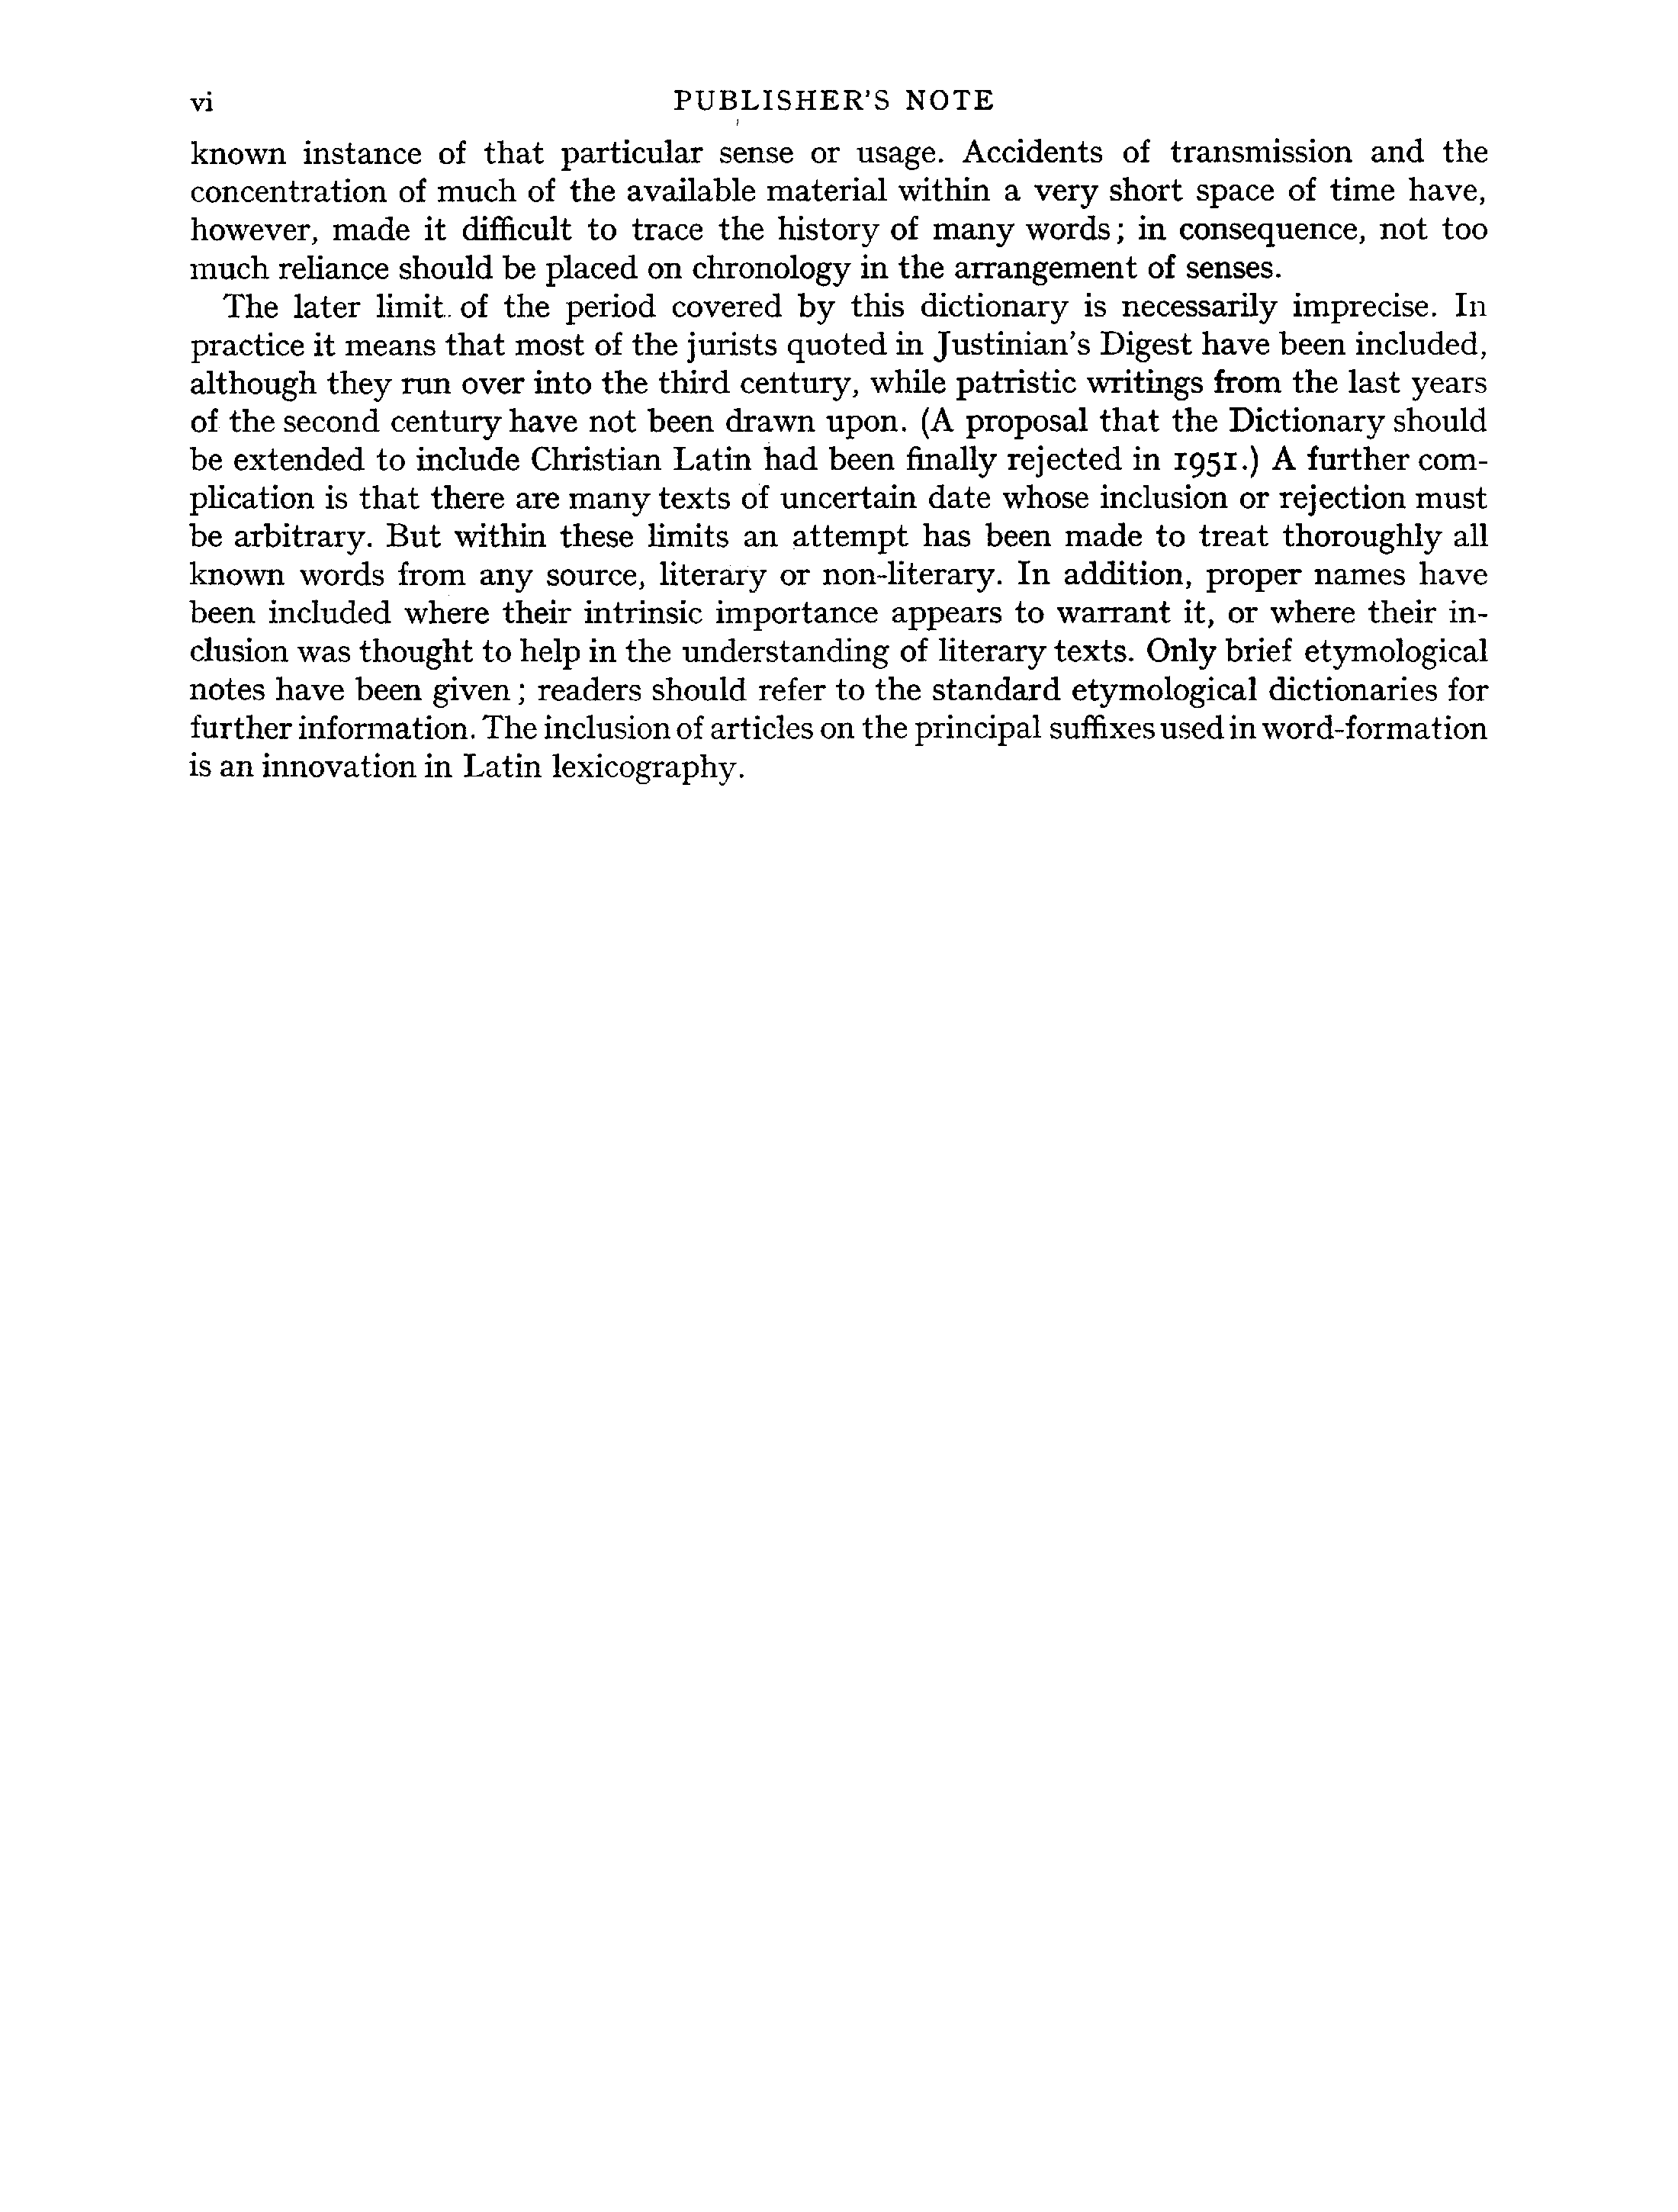 vi PUBLISHER'S NOTE
known instance of that particular sense or usage. Accidents of transmission and the
concentration of much of the available material within a very short space of time have,
however, made it difficult to trace the history of many words; in consequence, not too
much reliance should be placed on chronology in the arrangement of senses.
The later limit of the period covered by this dictionary is necessarily imprecise. In
practice it means that most of the jurists quoted in Justinian's Digest have been included,
although they run over into the third century, while patristic writings from the last years
of the second century have not been drawn upon. (A proposal that the Dictionary should
be extended to include Christian Latin had been finally rejected in 1951.) A further com-
plication is that there are many texts of uncertain date whose inclusion or rejection must
be arbitrary. But within these limits an attempt has been made to treat thoroughly all
known words from any source, literary or non-literary. In addition, proper names have
been included where their intrinsic importance appears to warrant it, or where their in-
clusion was thought to help in the understanding of literary texts. Only brief etymological
notes have been given; readers should refer to the standard etymological dictionaries for
further information. The inclusion of articles on the principal suffixes used in word-formation
is an innovation in Latin lexicography.